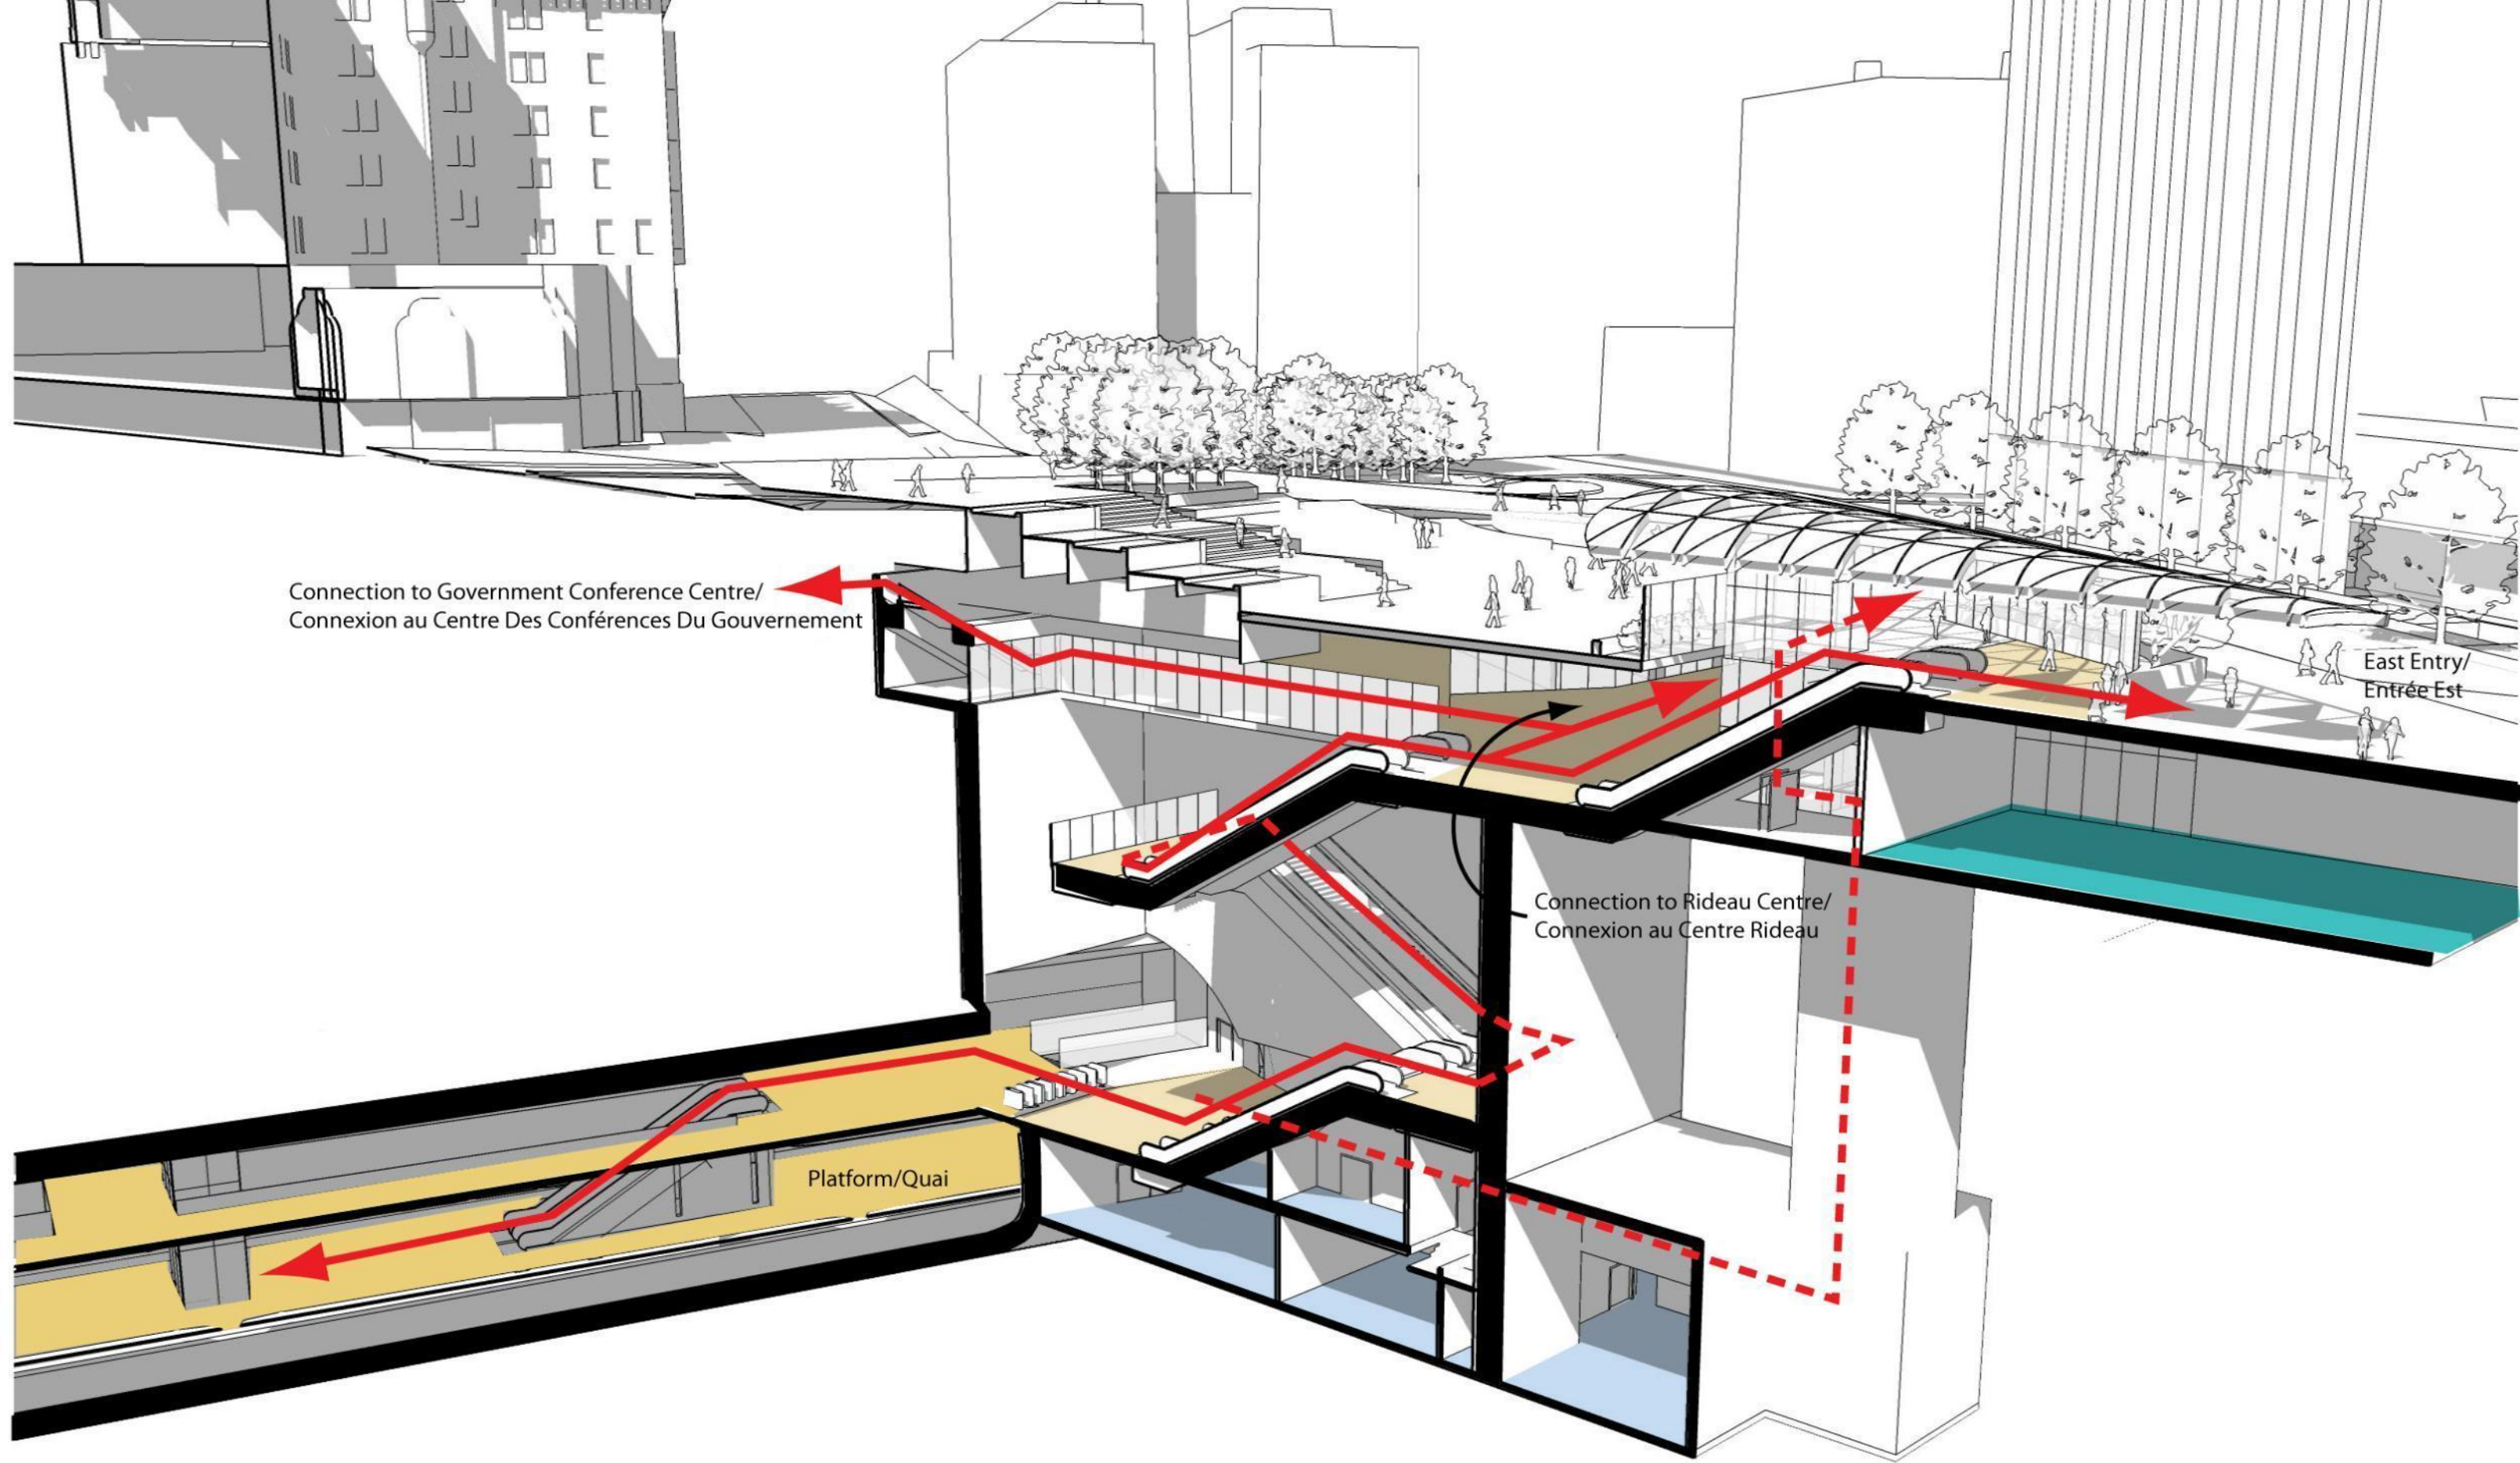 Connection to Government Conference Centre/
Connexion au Centre Des Conférences Du Gouvernement
East Entry/
Entrée Est
Connection to Rideau Centre/
Connexion au Centre Rideau
Platform/Quai